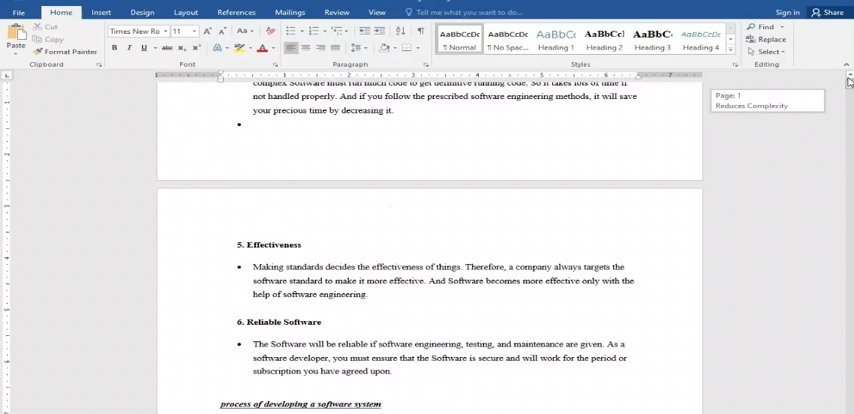 File Home Insert Design Layout References Mailings Review View Tell me what you want to do... Sign in Share
Paste Cut Copy Format Painter
Times New Ro 11
Find Replace Select
AaBbCcDc AaBbCcDc AaBbC AaBbCc AaBbC AaBbCcDc
¶ Normal ¶ No Spac... Heading 1 Heading 2 Heading 3 Heading 4
Clipboard Font Paragraph Styles Editing
Page: 1
Reduces Complexity
complex Software must run much code to get definitive running code. So it takes lots of time if
not handled properly. And if you follow the prescribed software engineering methods, it will save
your precious time by decreasing it.
5. Effectiveness
Making standards decides the effectiveness of things. Therefore, a company always targets the
software standard to make it more effective. And Software becomes more effective only with the
help of software engineering.
6. Reliable Software
The Software will be reliable if software engineering, testing, and maintenance are given. As a
software developer, you must ensure that the Software is secure and will work for the period or
subscription you have agreed upon.
process of developing a software system